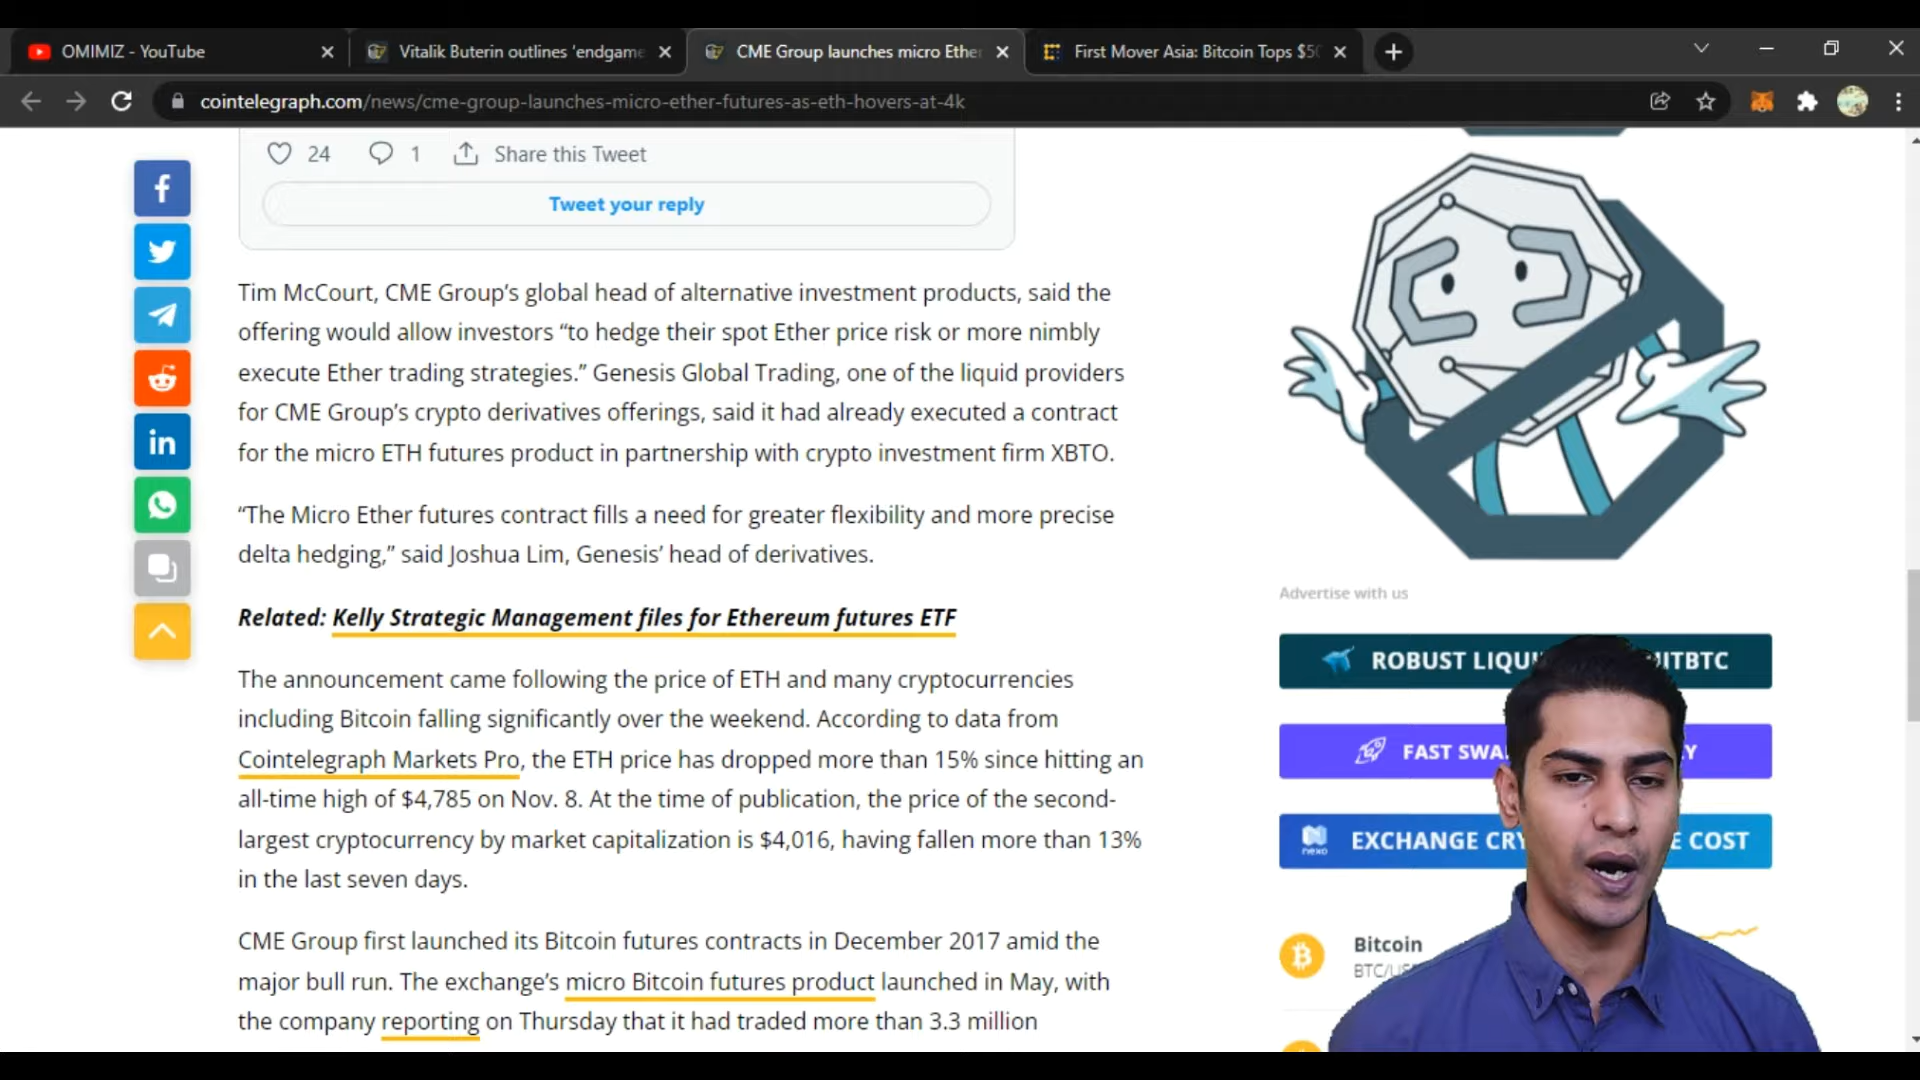 OMIMIZ - YouTube
Vitalik Buterin outlines 'endgame
CME Group launches micro Ether
First Mover Asia: Bitcoin Tops $50
cointelegraph.com/news/cme-group-launches-micro-ether-futures-as-eth-hovers-at-4k
24 1 Share this Tweet
Tweet your reply
Tim McCourt, CME Group’s global head of alternative investment products, said the
offering would allow investors “to hedge their spot Ether price risk or more nimbly
execute Ether trading strategies.” Genesis Global Trading, one of the liquid providers
for CME Group’s crypto derivatives offerings, said it had already executed a contract
for the micro ETH futures product in partnership with crypto investment firm XBTO.
“The Micro Ether futures contract fills a need for greater flexibility and more precise
delta hedging,” said Joshua Lim, Genesis’ head of derivatives.
Related: Kelly Strategic Management files for Ethereum futures ETF
The announcement came following the price of ETH and many cryptocurrencies
including Bitcoin falling significantly over the weekend. According to data from
Cointelegraph Markets Pro, the ETH price has dropped more than 15% since hitting an
all-time high of $4,785 on Nov. 8. At the time of publication, the price of the second-
largest cryptocurrency by market capitalization is $4,016, having fallen more than 13%
in the last seven days.
CME Group first launched its Bitcoin futures contracts in December 2017 amid the
major bull run. The exchange’s micro Bitcoin futures product launched in May, with
the company reporting on Thursday that it had traded more than 3.3 million
Advertise with us
ROBUST LIQUI ITBTC
FAST SWA Y
nexo EXCHANGE CRY E COST
Bitcoin
BTC/US